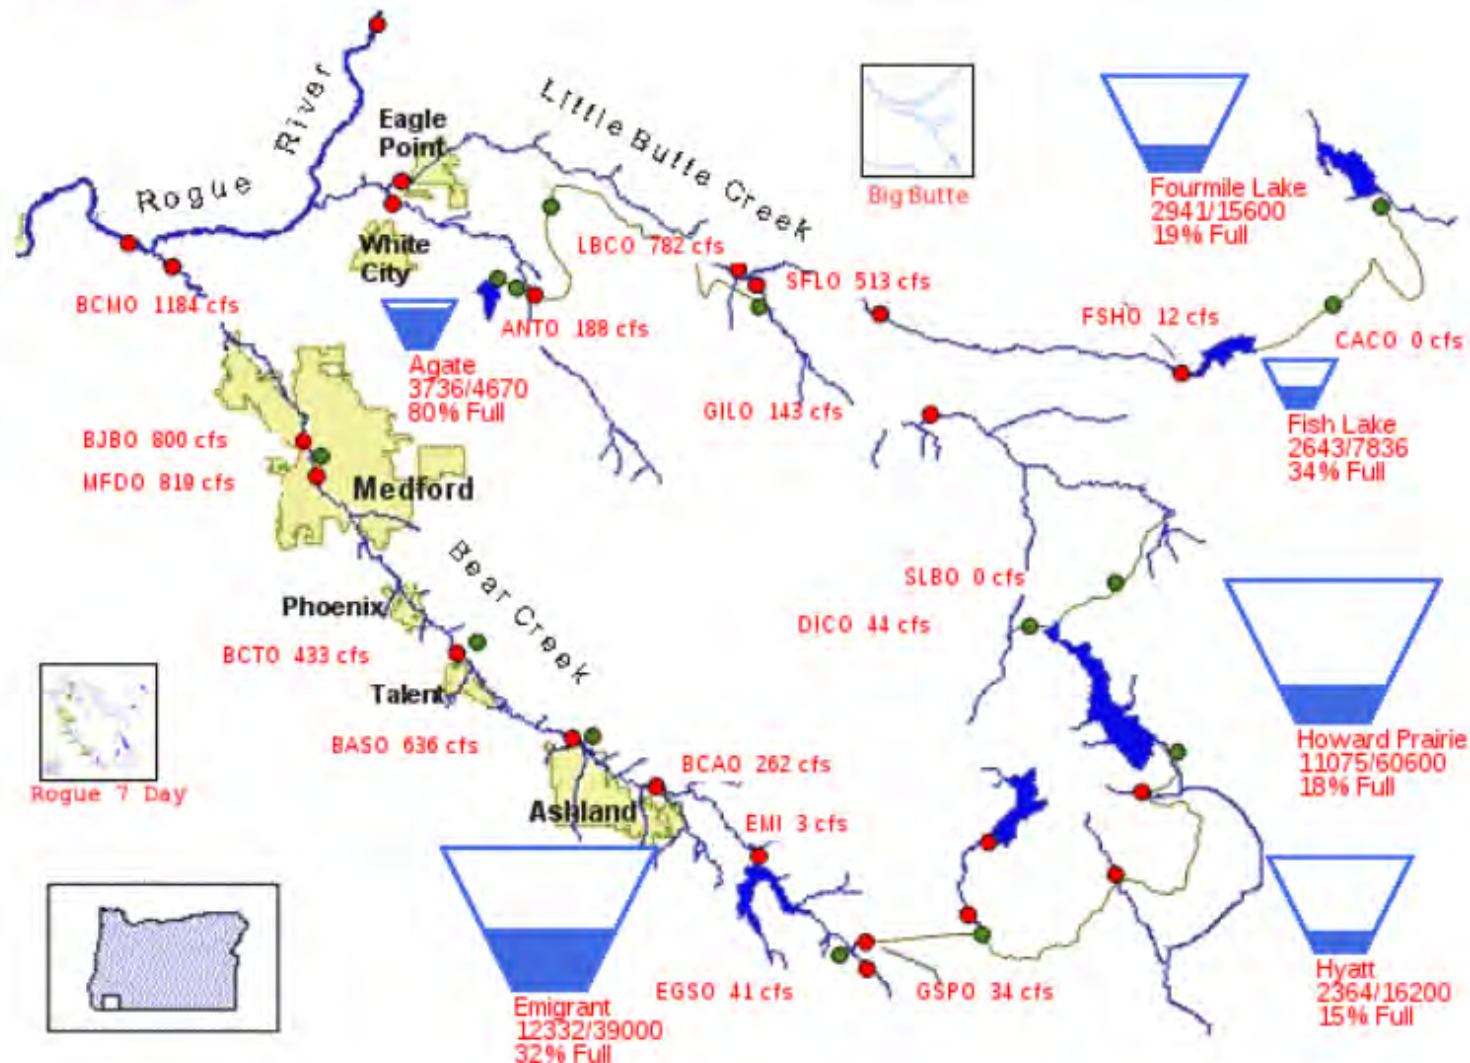 Rogue River
Eagle
Point
Little Butte Creek
Big Butte
Fourmile Lake
2941/15600
19% Full
White
City
LBCO 782 cfs
SFLO 513 cfs
BCMO 1184 cfs
ANTO 188 cfs
FSHO 12 cfs
CACO 0 cfs
Agate
3736/4670
80% Full
GILO 143 cfs
Fish Lake
2643/7836
34% Full
BJBO 800 cfs
MFDO 819 cfs
Medford
Bear Creek
SLBO 0 cfs
Phoenix
DICO 44 cfs
BCTO 433 cfs
Talent
BASO 636 cfs
BCAO 262 cfs
Howard Prairie
11075/60600
18% Full
Rogue 7 Day
Ashland
EMI 3 cfs
EGSO 41 cfs
GSPO 34 cfs
Hyatt
2364/16200
15% Full
Emigrant
12332/39000
32% Full